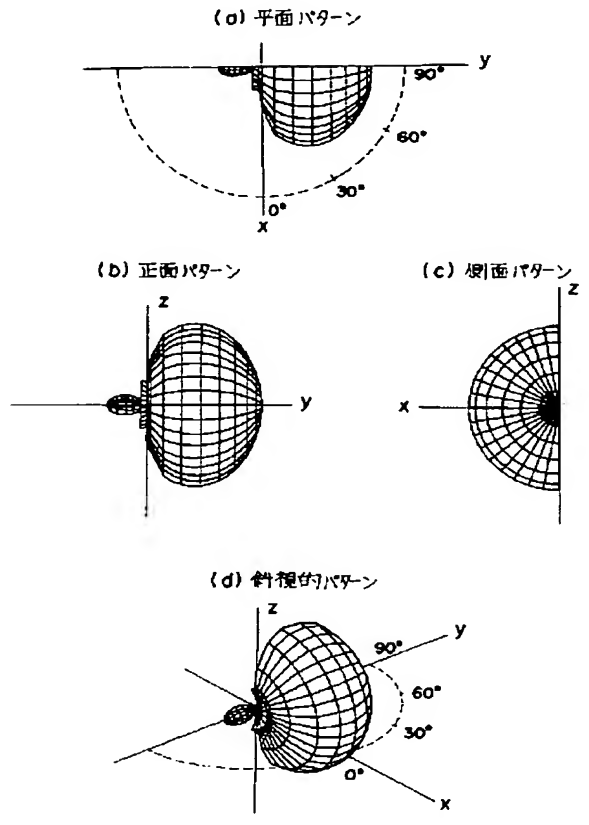 (a) 平面パターン
y
90°
60°
30°
0°
x
(b) 正面パターン
(c)側面パターン
z
z
y
x
(d)斜視的パターン
z
y
90°
60°
30°
0°
x